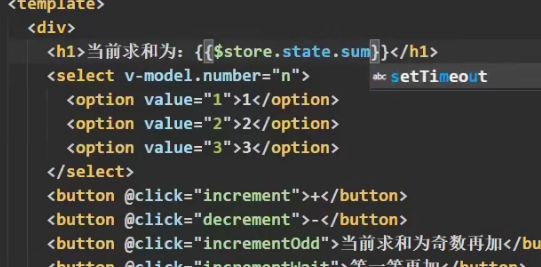 <template>
<div>
<h1>当前求和为：{{$store.state.sum}}</h1>
abc setTimeout
<select v-model.number="n">
<option value="1">1</option>
<option value="2">2</option>
<option value="3">3</option>
</select>
<button @click="increment">+</button>
<button @click="decrement">-</button>
<button @click="incrementOdd">当前求和为奇数再加</bu
<button @click="incrementWait">等一等再加</button>